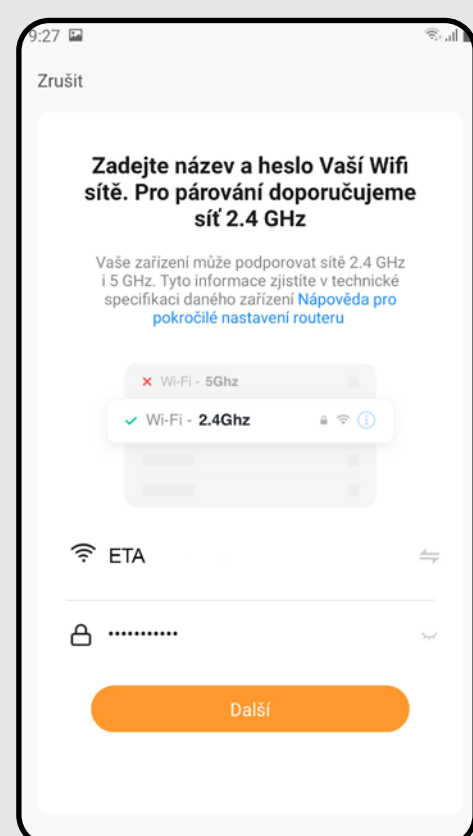 9:27
Zrušit
Zadejte název a heslo Vaší Wifi
sítě. Pro párování doporučujeme
síť 2.4 GHz
Vaše zařízení může podporovat sítě 2.4 GHz
i 5 GHz. Tyto informace zjistíte v technické
specifikaci daného zařízení Nápověda pro
pokročilé nastavení routeru
Wi-Fi - 5Ghz
Wi-Fi - 2.4Ghz
ETA
•••••••••••
Další